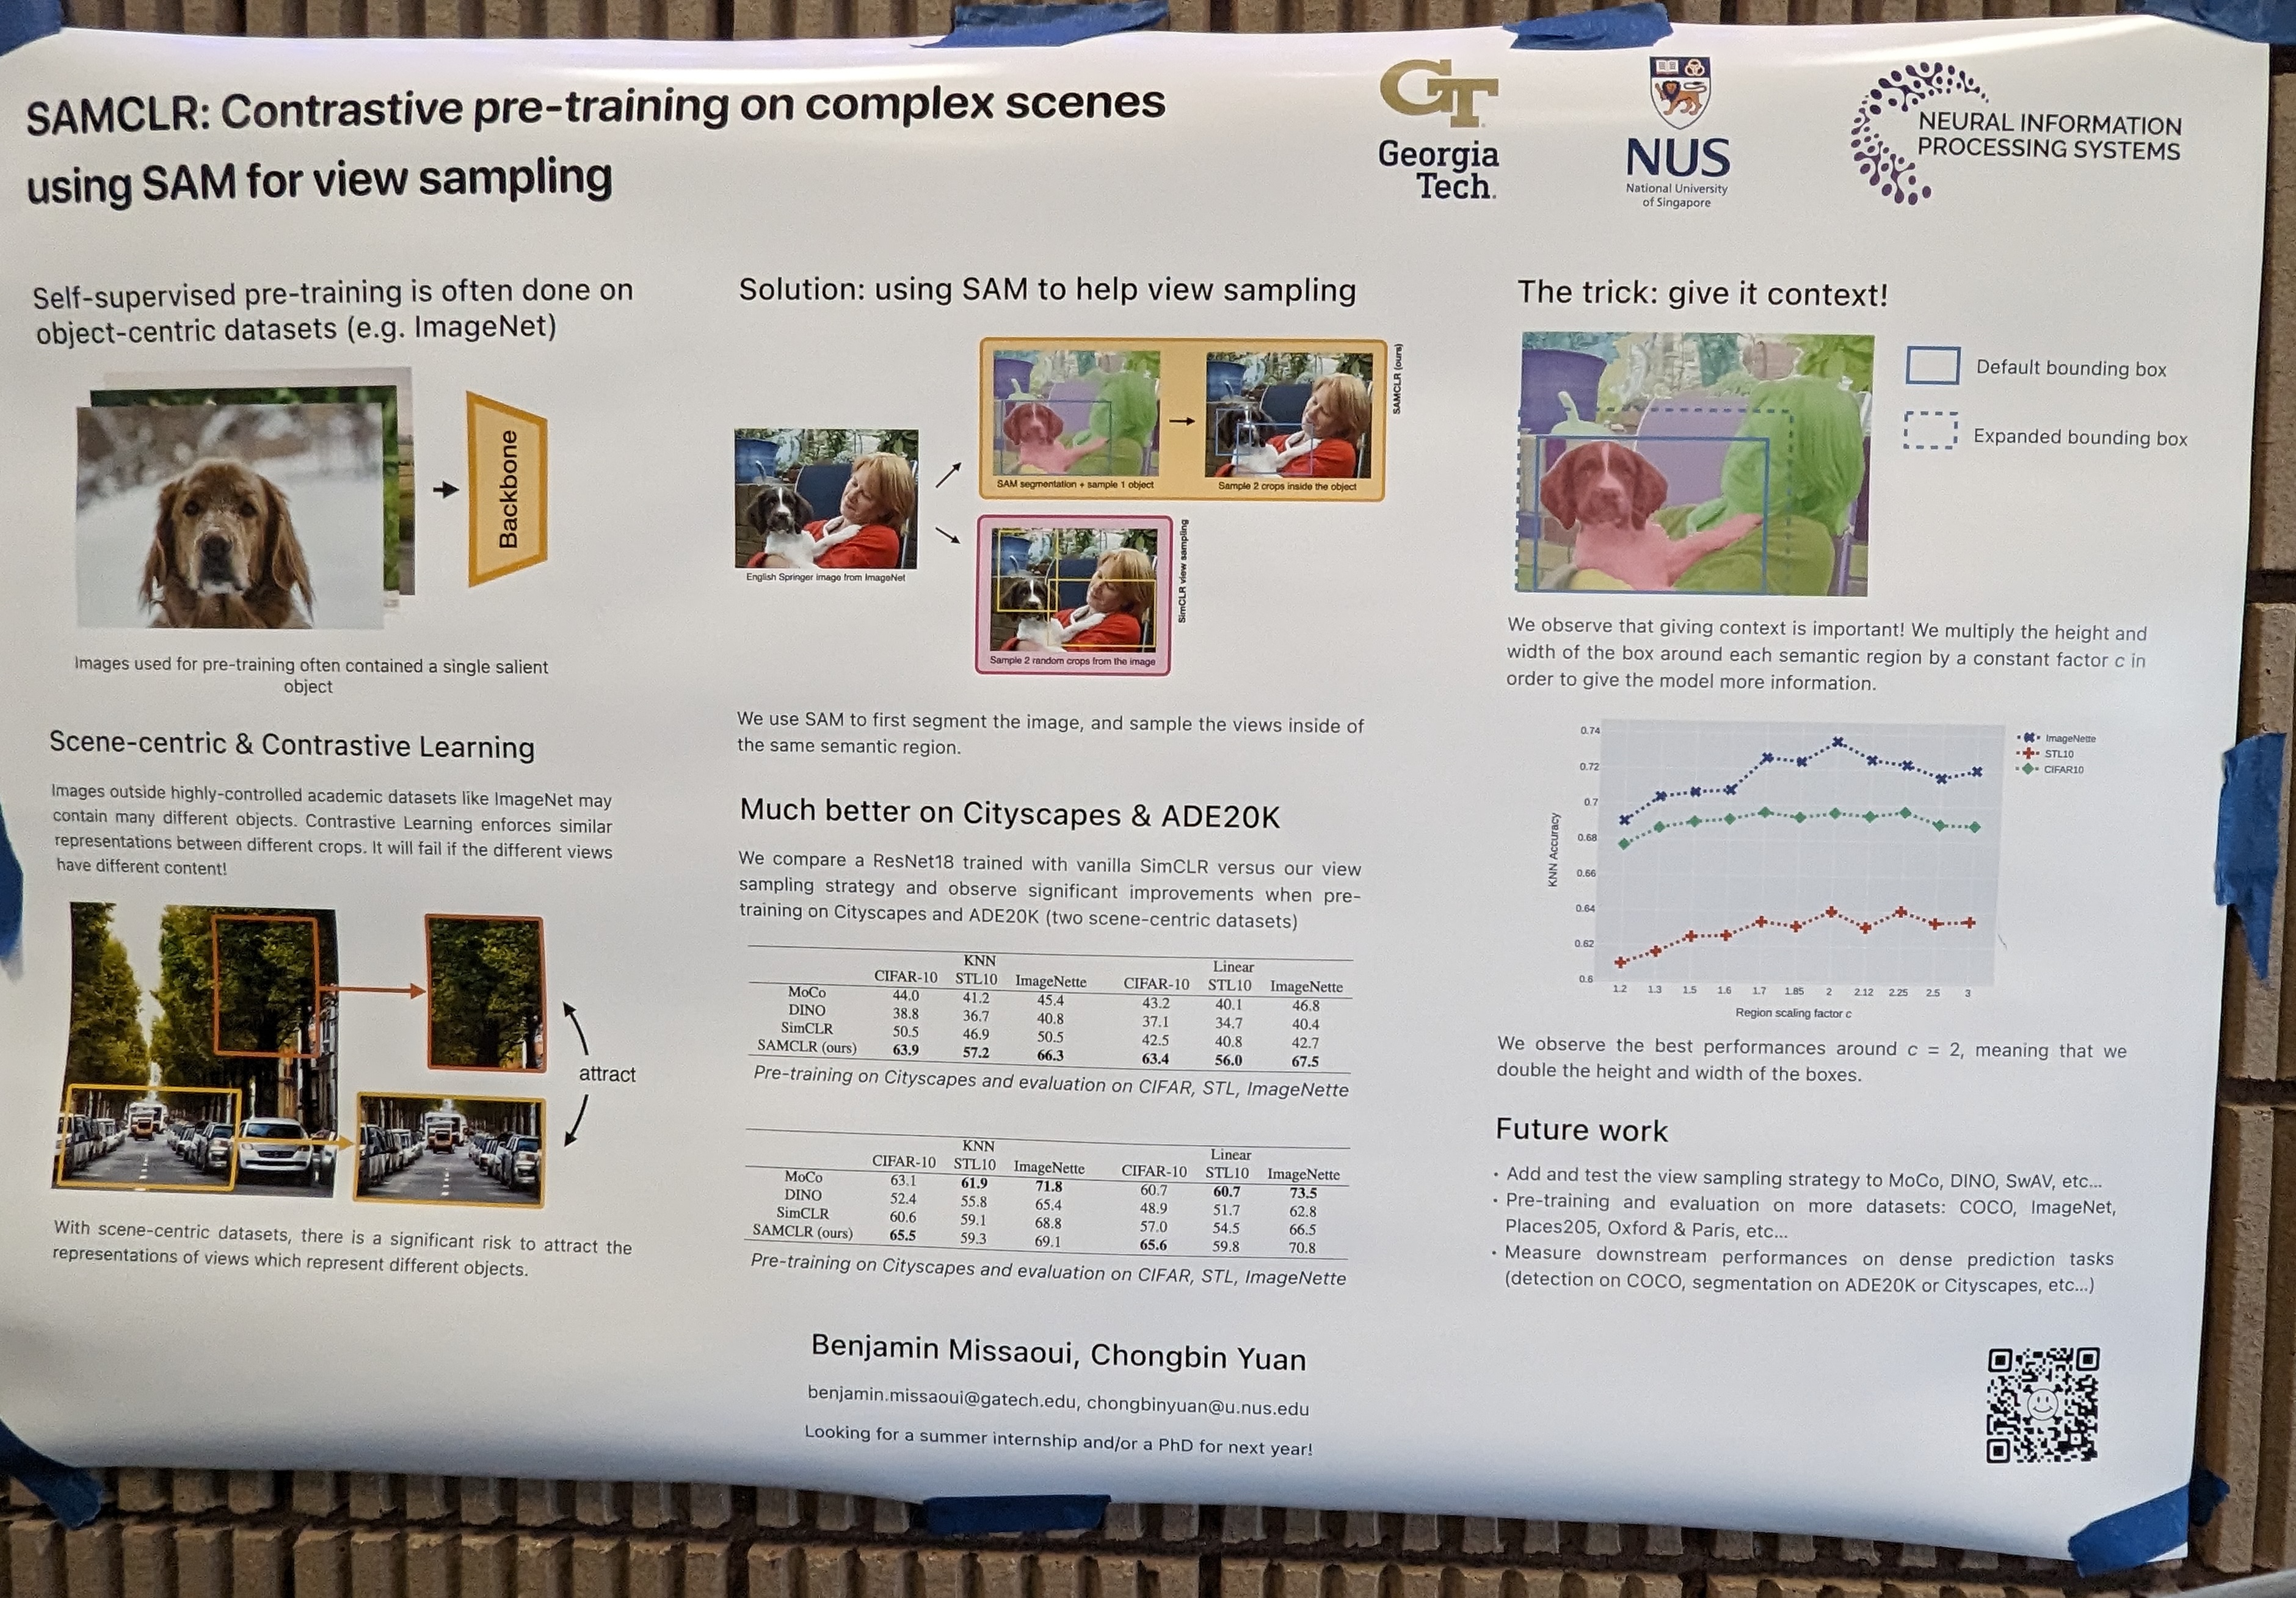 SAMCLR: Contrastive pre-training on complex scenes
using SAM for view sampling
GT
Georgia
Tech.
NUS
National University
of Singapore
NEURAL INFORMATION
PROCESSING SYSTEMS
Self-supervised pre-training is often done on
object-centric datasets (e.g. ImageNet)
Backbone
Images used for pre-training often contained a single salient
object
Scene-centric & Contrastive Learning
Images outside highly-controlled academic datasets like ImageNet may
contain many different objects. Contrastive Learning enforces similar
representations between different crops. It will fail if the different views
have different content!
attract
With scene-centric datasets, there is a significant risk to attract the
representations of views which represent different objects.
Solution: using SAM to help view sampling
English Springer image from ImageNet
SAM segmentation + sample 1 object
Sample 2 crops inside the object
SAMCLR (ours)
Sample 2 random crops from the image
SimCLR view sampling
We use SAM to first segment the image, and sample the views inside of
the same semantic region.
Much better on Cityscapes & ADE20K
We compare a ResNet18 trained with vanilla SimCLR versus our view
sampling strategy and observe significant improvements when pre-
training on Cityscapes and ADE20K (two scene-centric datasets)
KNN Linear
CIFAR-10 STL10 ImageNette CIFAR-10 STL10 ImageNette
MoCo 44.0 41.2 45.4 43.2 40.1 46.8
DINO 38.8 36.7 40.8 37.1 34.7 40.4
SimCLR 50.5 46.9 50.5 42.5 40.8 42.7
SAMCLR (ours) 63.9 57.2 66.3 63.4 56.0 67.5
Pre-training on Cityscapes and evaluation on CIFAR, STL, ImageNette
KNN Linear
CIFAR-10 STL10 ImageNette CIFAR-10 STL10 ImageNette
MoCo 63.1 61.9 71.8 60.7 60.7 73.5
DINO 52.4 55.8 65.4 48.9 51.7 62.8
SimCLR 60.6 59.1 68.8 57.0 54.5 66.5
SAMCLR (ours) 65.5 59.3 69.1 65.6 59.8 70.8
Pre-training on Cityscapes and evaluation on CIFAR, STL, ImageNette
The trick: give it context!
Default bounding box
Expanded bounding box
We observe that giving context is important! We multiply the height and
width of the box around each semantic region by a constant factor c in
order to give the model more information.
0.74
0.72
0.7
0.68
0.66
0.64
0.62
0.6
KNN Accuracy
1.2 1.3 1.5 1.6 1.7 1.85 2 2.12 2.25 2.5 3
Region scaling factor c
ImageNette
STL10
CIFAR10
We observe the best performances around c = 2, meaning that we
double the height and width of the boxes.
Future work
• Add and test the view sampling strategy to MoCo, DINO, SwAV, etc...
• Pre-training and evaluation on more datasets: COCO, ImageNet,
Places205, Oxford & Paris, etc...
• Measure downstream performances on dense prediction tasks
(detection on COCO, segmentation on ADE20K or Cityscapes, etc...)
Benjamin Missaoui, Chongbin Yuan
benjamin.missaoui@gatech.edu, chongbinyuan@u.nus.edu
Looking for a summer internship and/or a PhD for next year!